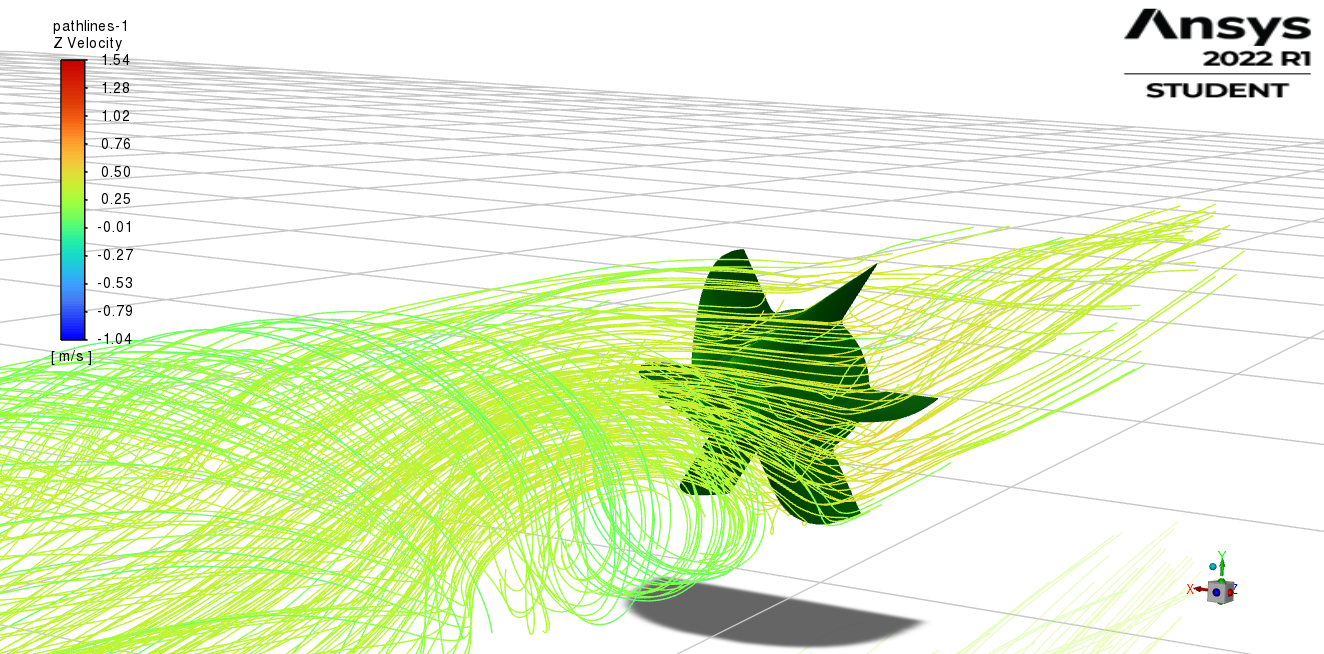 pathlines-1
Z Velocity
1.54
1.28
1.02
0.76
0.50
0.25
-0.01
-0.27
-0.53
-0.79
-1.04
[ m/s ]
Ansys
2022 R1
STUDENT
Y
X
Z